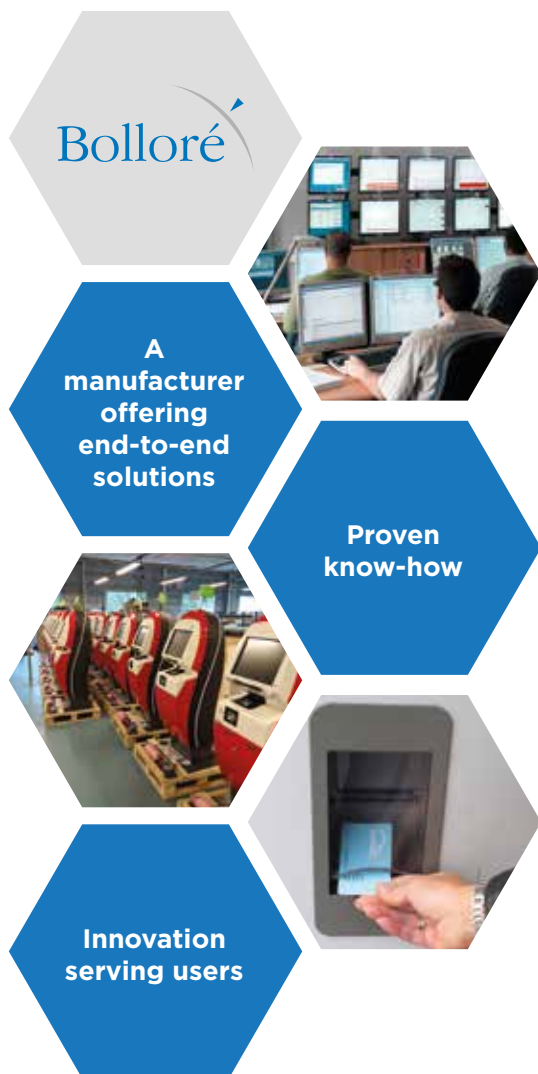 Bolloré
A
manufacturer
offering
end-to-end
solutions
Proven
know-how
Innovation
serving users